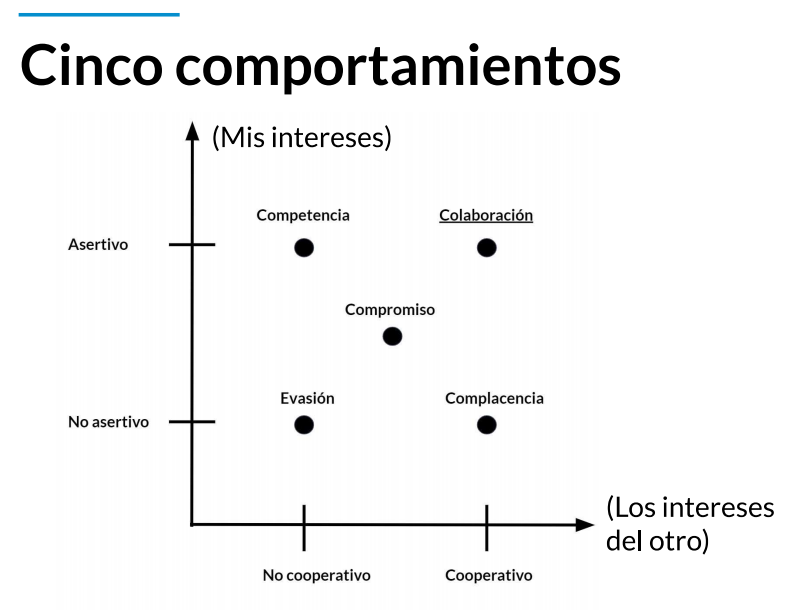 Cinco comportamientos
(Mis intereses)
Competencia
Colaboración
Asertivo
Compromiso
Evasión
Complacencia
No asertivo
(Los intereses
del otro)
No cooperativo
Cooperativo